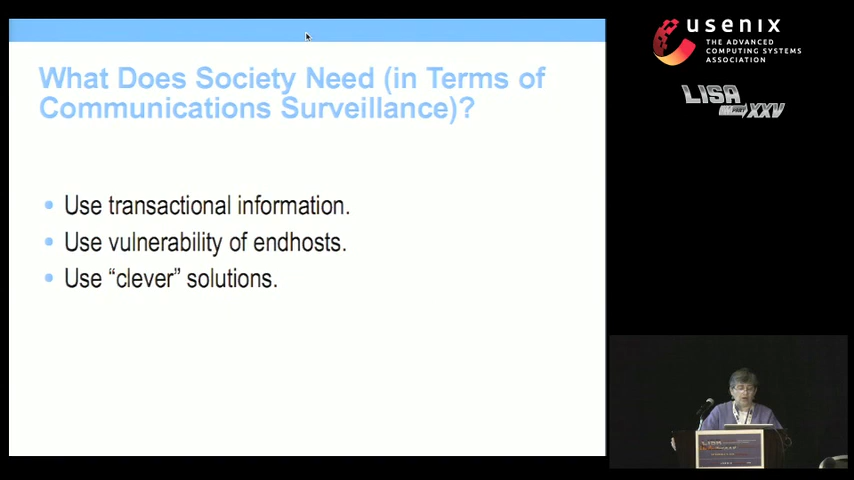 What Does Society Need (in Terms of
Communications Surveillance)?
• Use transactional information.
• Use vulnerability of endhosts.
• Use “clever” solutions.
usenix
THE ADVANCED
COMPUTING SYSTEMS
ASSOCIATION
LISA
XXV
LISA